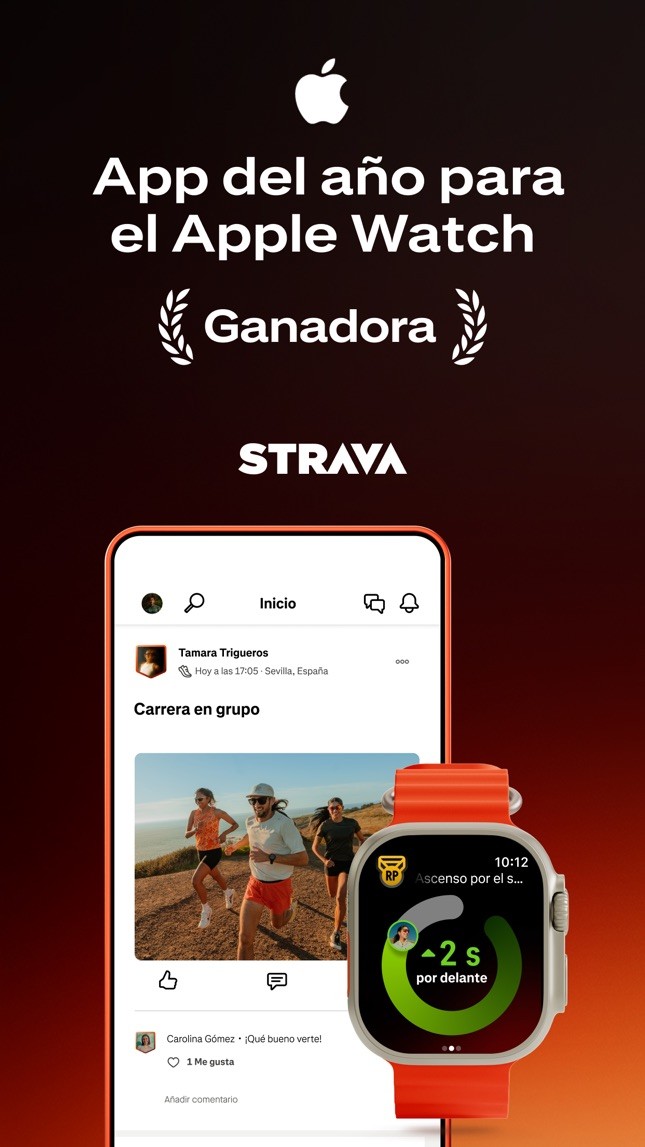 App del año para
el Apple Watch
Ganadora
STRAVA
Inicio
Tamara Trigueros
Hoy a las 17:05 · Sevilla, España
Carrera en grupo
10:12
RP
Ascenso por el s...
2 s
por delante
Carolina Gómez • ¡Qué bueno verte!
1 Me gusta
Añadir comentario